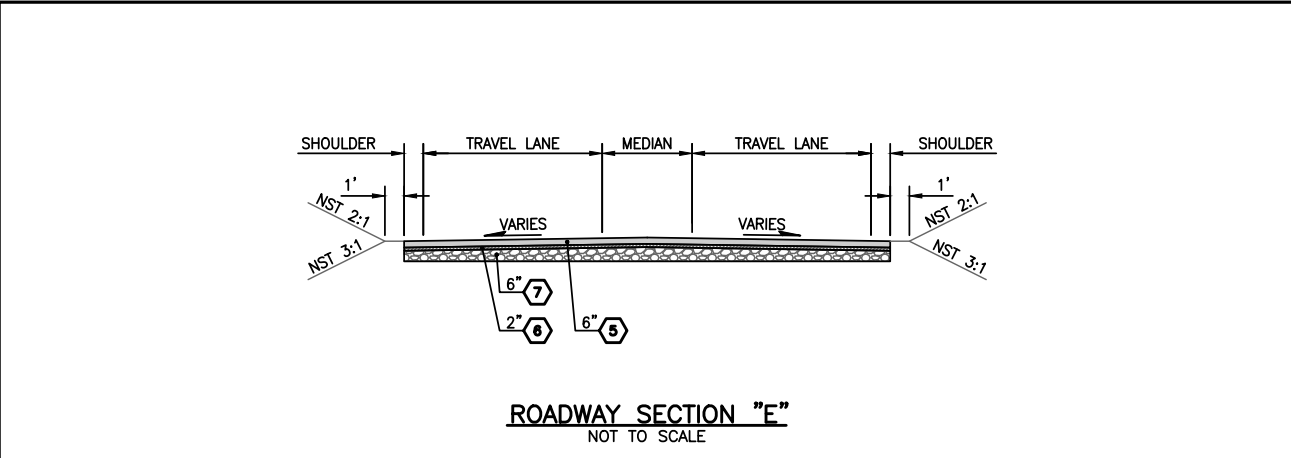 SHOULDER TRAVEL LANE MEDIAN TRAVEL LANE SHOULDER
1' 1'
NST 2:1 VARIES VARIES NST 2:1
NST 3:1 NST 3:1
6" 7
2" 6 6" 5
ROADWAY SECTION "E"
NOT TO SCALE